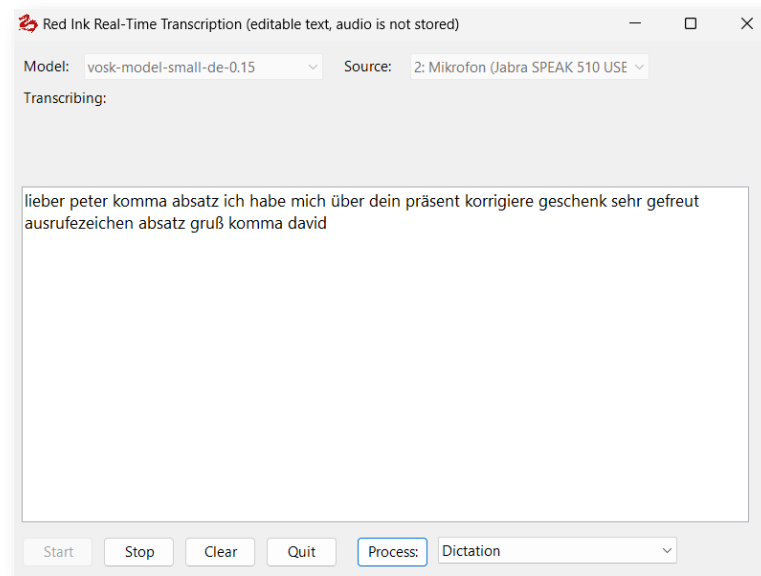 Red Ink Real-Time Transcription (editable text, audio is not stored)
Model: vosk-model-small-de-0.15 Source: 2: Mikrofon (Jabra SPEAK 510 USE
Transcribing:
lieber peter komma absatz ich habe mich über dein präsent korrigiere geschenk sehr gefreut
ausrufezeichen absatz gruß komma david
Start Stop Clear Quit Process: Dictation